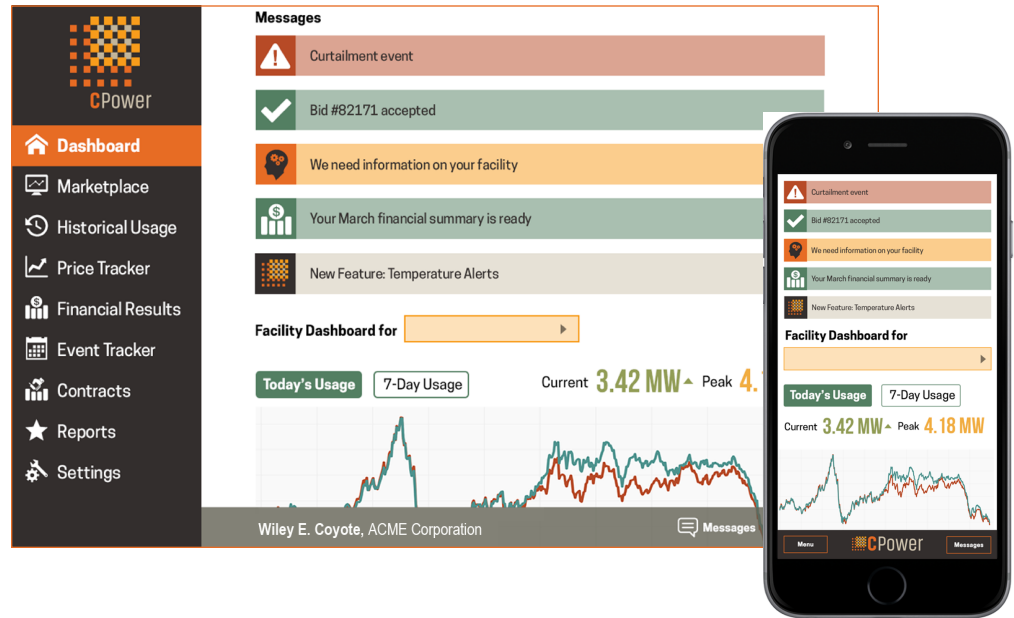 CPower
Dashboard
Marketplace
Historical Usage
Price Tracker
Financial Results
Event Tracker
Contracts
Reports
Settings
Messages
Curtailment event
Bid #82171 accepted
We need information on your facility
Your March financial summary is ready
New Feature: Temperature Alerts
Facility Dashboard for
Today's Usage 7-Day Usage Current 3.42 MW Peak 4.
Wiley E. Coyote, ACME Corporation Messages
Curtailment event
Bid #82171 accepted
We need information on your facility
Your March financial summary is ready
New Feature: Temperature Alerts
Facility Dashboard for
Today's Usage 7-Day Usage
Current 3.42 MW Peak 4.18 MW
Menu CPower Messages